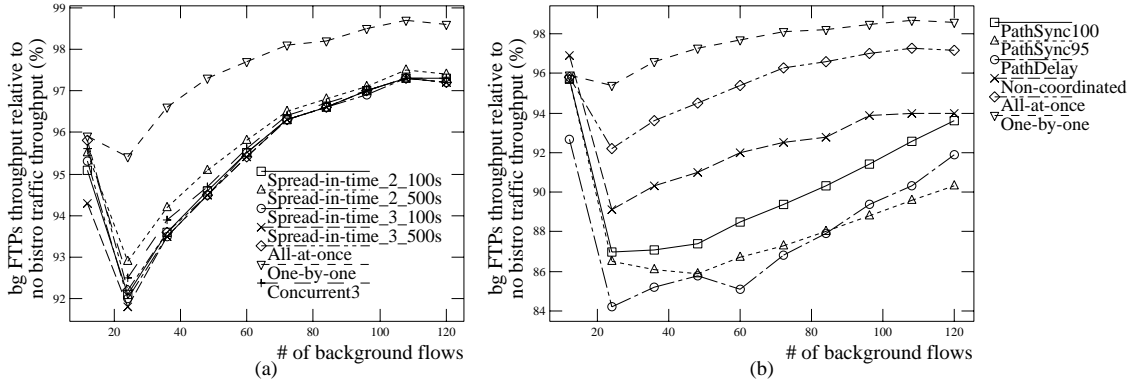 bg FTPs throughput relative to
no bistro traffic throughput (%)
99
98
97
96
95
94
93
92
20
40
60
80
100
120
# of background flows
(a)
Spread-in-time_2_100s
Spread-in-time_2_500s
Spread-in-time_3_100s
Spread-in-time_3_500s
All-at-once
One-by-one
Concurrent3
bg FTPs throughput relative to
no bistro traffic throughput (%)
98
96
94
92
90
88
86
84
20
40
60
80
100
120
# of background flows
(b)
PathSync100
PathSync95
PathDelay
Non-coordinated
All-at-once
One-by-one